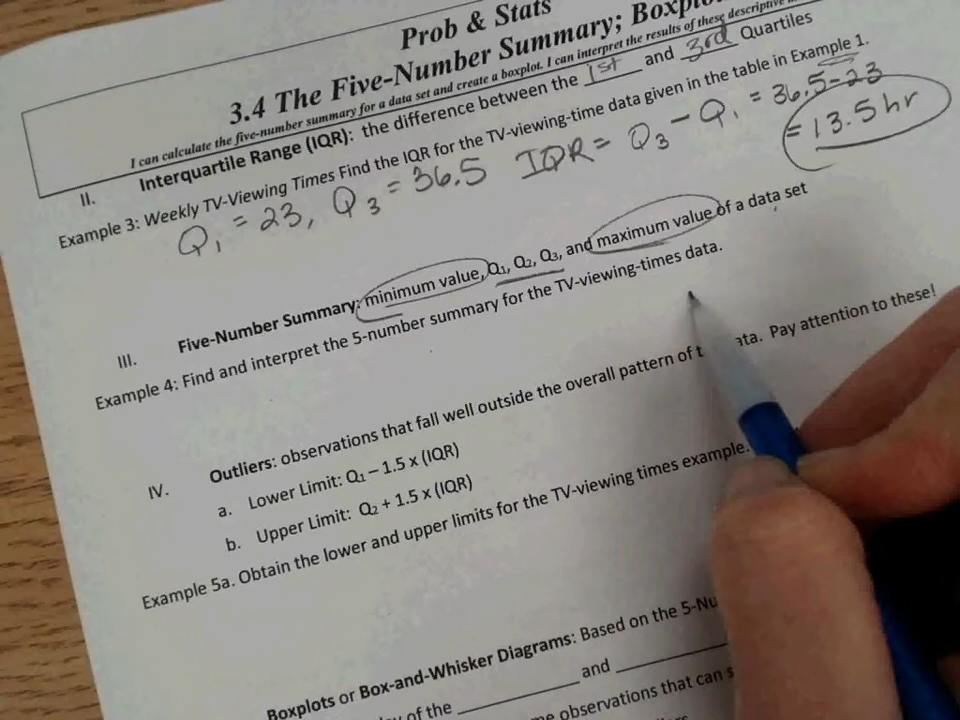 Prob & Stats
3.4 The Five-Number Summary; Boxplots
I can calculate the five-number summary for a data set and create a boxplot. I can interpret the results of these descriptive
II. Interquartile Range (IQR): the difference between the 1st and 3rd Quartiles
Example 3: Weekly TV-Viewing Times Find the IQR for the TV-viewing-time data given in the table in Example 1.
Q1 = 23, Q3 = 36.5 IQR = Q3 - Q1 = 36.5-23
= 13.5 hr
III. Five-Number Summary: minimum value, Q1, Q2, Q3, and maximum value of a data set
Example 4: Find and interpret the 5-number summary for the TV-viewing-times data.
IV. Outliers: observations that fall well outside the overall pattern of t ata. Pay attention to these!
a. Lower Limit: Q1 – 1.5 x (IQR)
b. Upper Limit: Q2 + 1.5 x (IQR)
Example 5a. Obtain the lower and upper limits for the TV-viewing times example.
Boxplots or Box-and-Whisker Diagrams: Based on the 5-Nu
of the ____ and ____
observations that can s